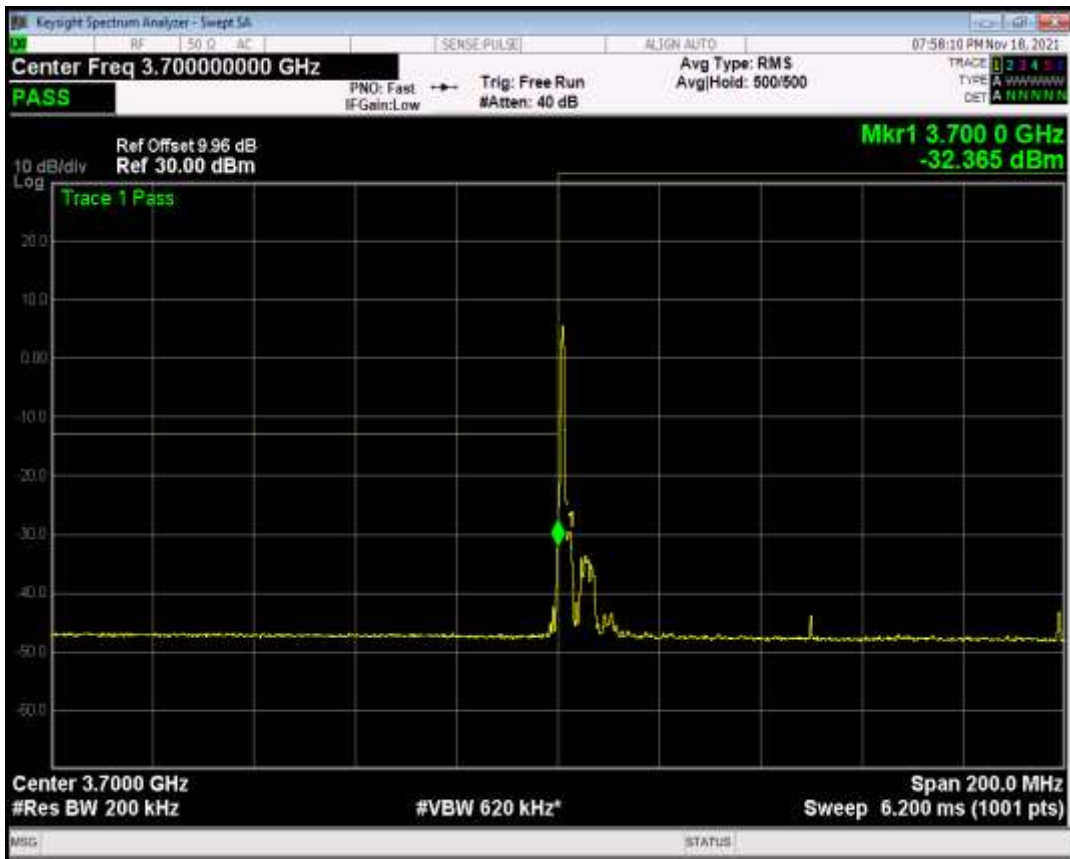 Keysight Spectrum Analyzer - Swept SA
LXI RF 50 Ω AC SENSE:PULSE ALIGN AUTO 07:58:10 PM Nov 18, 2021
Center Freq 3.700000000 GHz
PASS
PNO: Fast
IFGain:Low
Trig: Free Run
#Atten: 40 dB
Avg Type: RMS
Avg|Hold: 500/500
TRACE 1 2 3 4 5 6
TYPE A WWWWW
DET A N N N N N
Mkr1 3.700 0 GHz
-32.365 dBm
Ref Offset 9.96 dB
10 dB/div Ref 30.00 dBm
Log
Trace 1 Pass
20.0
10.0
0.00
-10.0
-20.0
-30.0
-40.0
-50.0
-60.0
Center 3.7000 GHz Span 200.0 MHz
#Res BW 200 kHz #VBW 620 kHz* Sweep 6.200 ms (1001 pts)
MSG STATUS